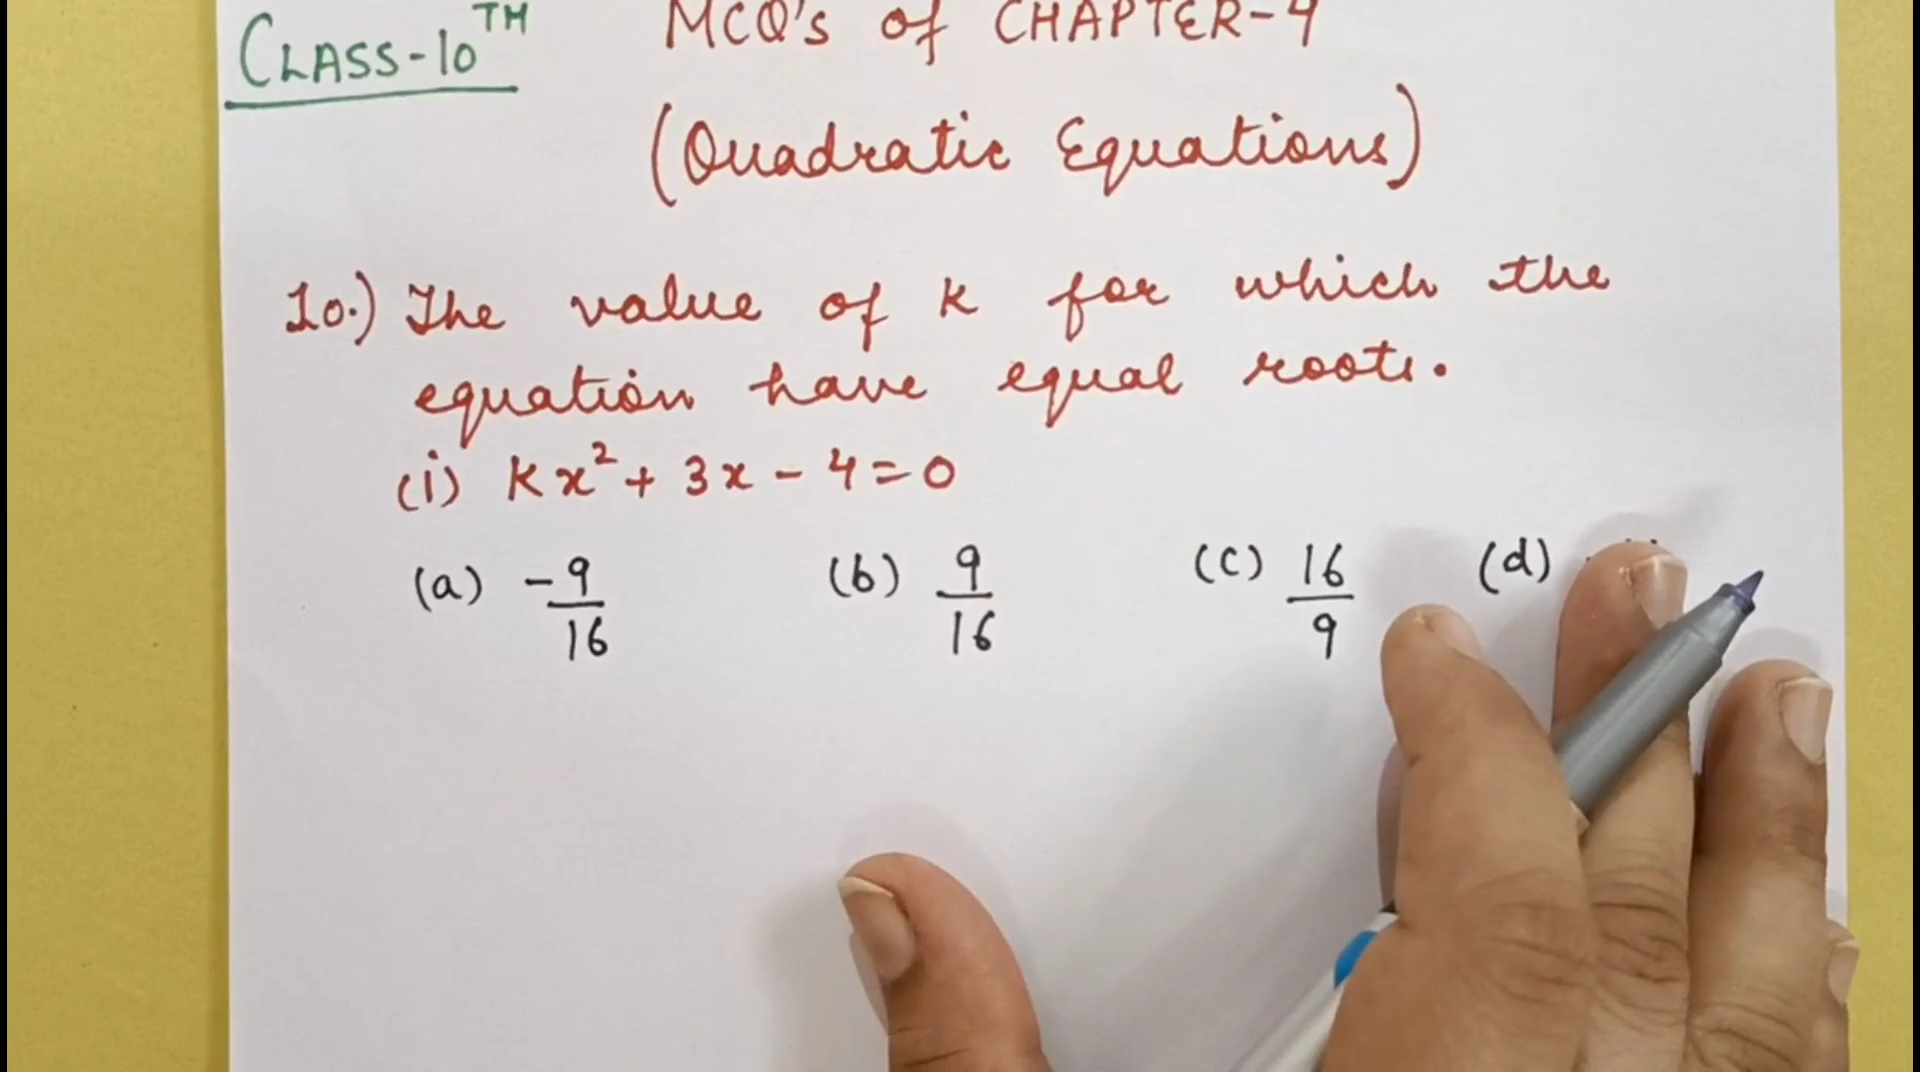 CLASS-10TH
MCQ's of CHAPTER-4
(Quadratic Equations)
10.) The value of k for which the
equation have equal roots.
(i) kx²+ 3x - 4=0
(a) -9/16 (b) 9/16 (c) 16/9 (d)